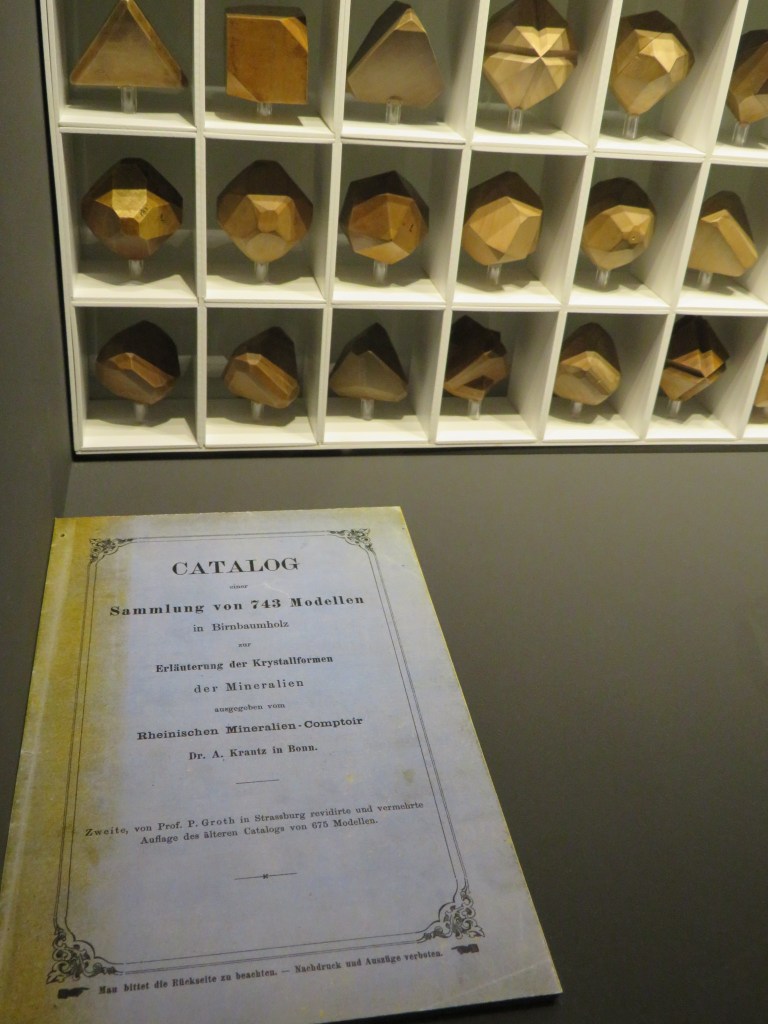 CATALOG
einer
Sammlung von 743 Modellen
in Birnbaumholz
zur
Erläuterung der Krystallformen
der Mineralien
ausgegeben vom
Rheinischen Mineralien-Comptoir
Dr. A. Krantz in Bonn.
Zweite, von Prof. P. Groth in Strassburg revidirte und vermehrte
Auflage des älteren Catalogs von 675 Modellen.
Man bittet die Rückseite zu beachten. — Nachdruck und Auszüge verboten.